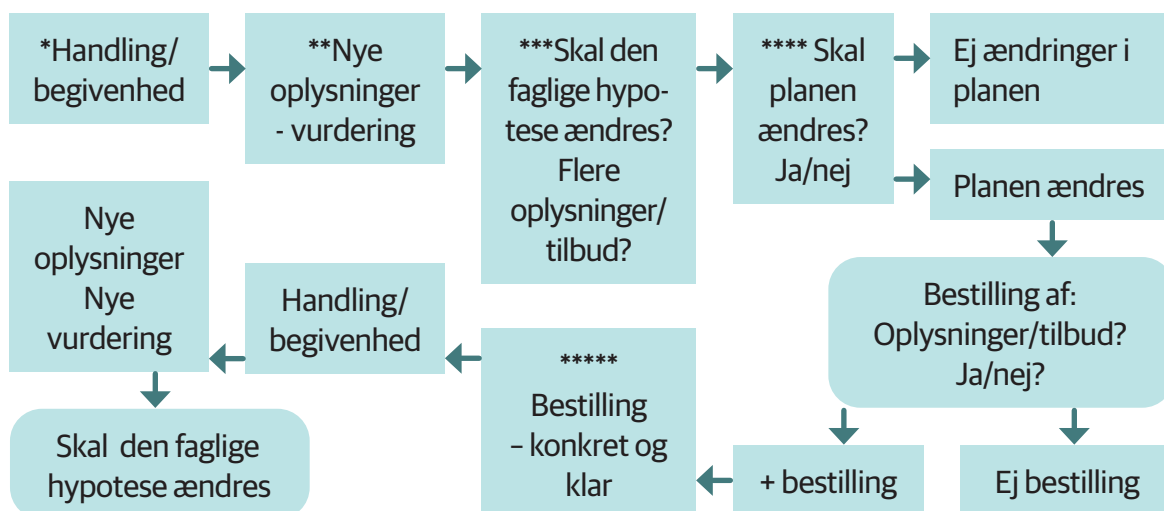 *Handling/
begivenhed
**Nye
oplysninger
- vurdering
***Skal den
faglige hypo-
tese ændres?
Flere
oplysninger/
tilbud?
**** Skal
planen
ændres?
Ja/nej
Ej ændringer i
planen
Planen ændres
Bestilling af:
Oplysninger/tilbud?
Ja/nej?
Ej bestilling
+ bestilling
*****
Bestilling
– konkret og
klar
Handling/
begivenhed
Nye
oplysninger
Nye
vurdering
Skal den faglige
hypotese ændres